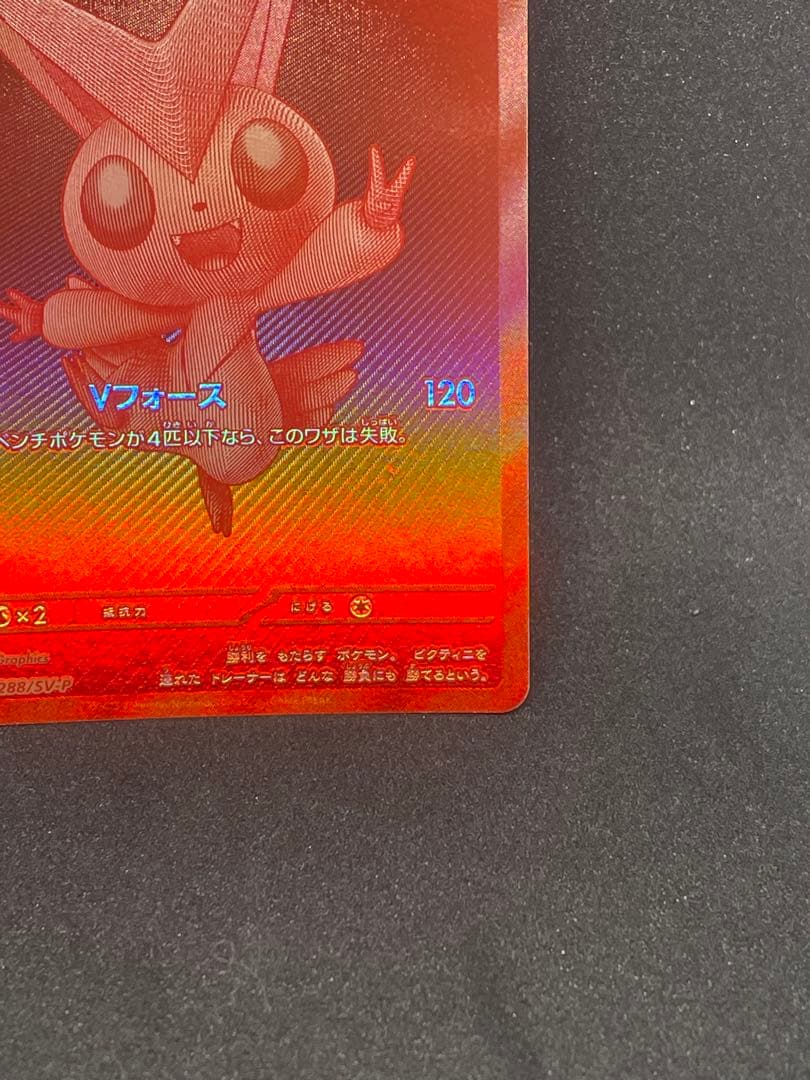 Vフォース 120
ベンチポケモンが4匹以下なら、このワザは失敗。
×2 抵抗力 にげる
勝利を もたらす ポケモン。 ビクティニを
Graphics
連れた トレーナーは どんな 勝負にも 勝てるという。
288/SV-P